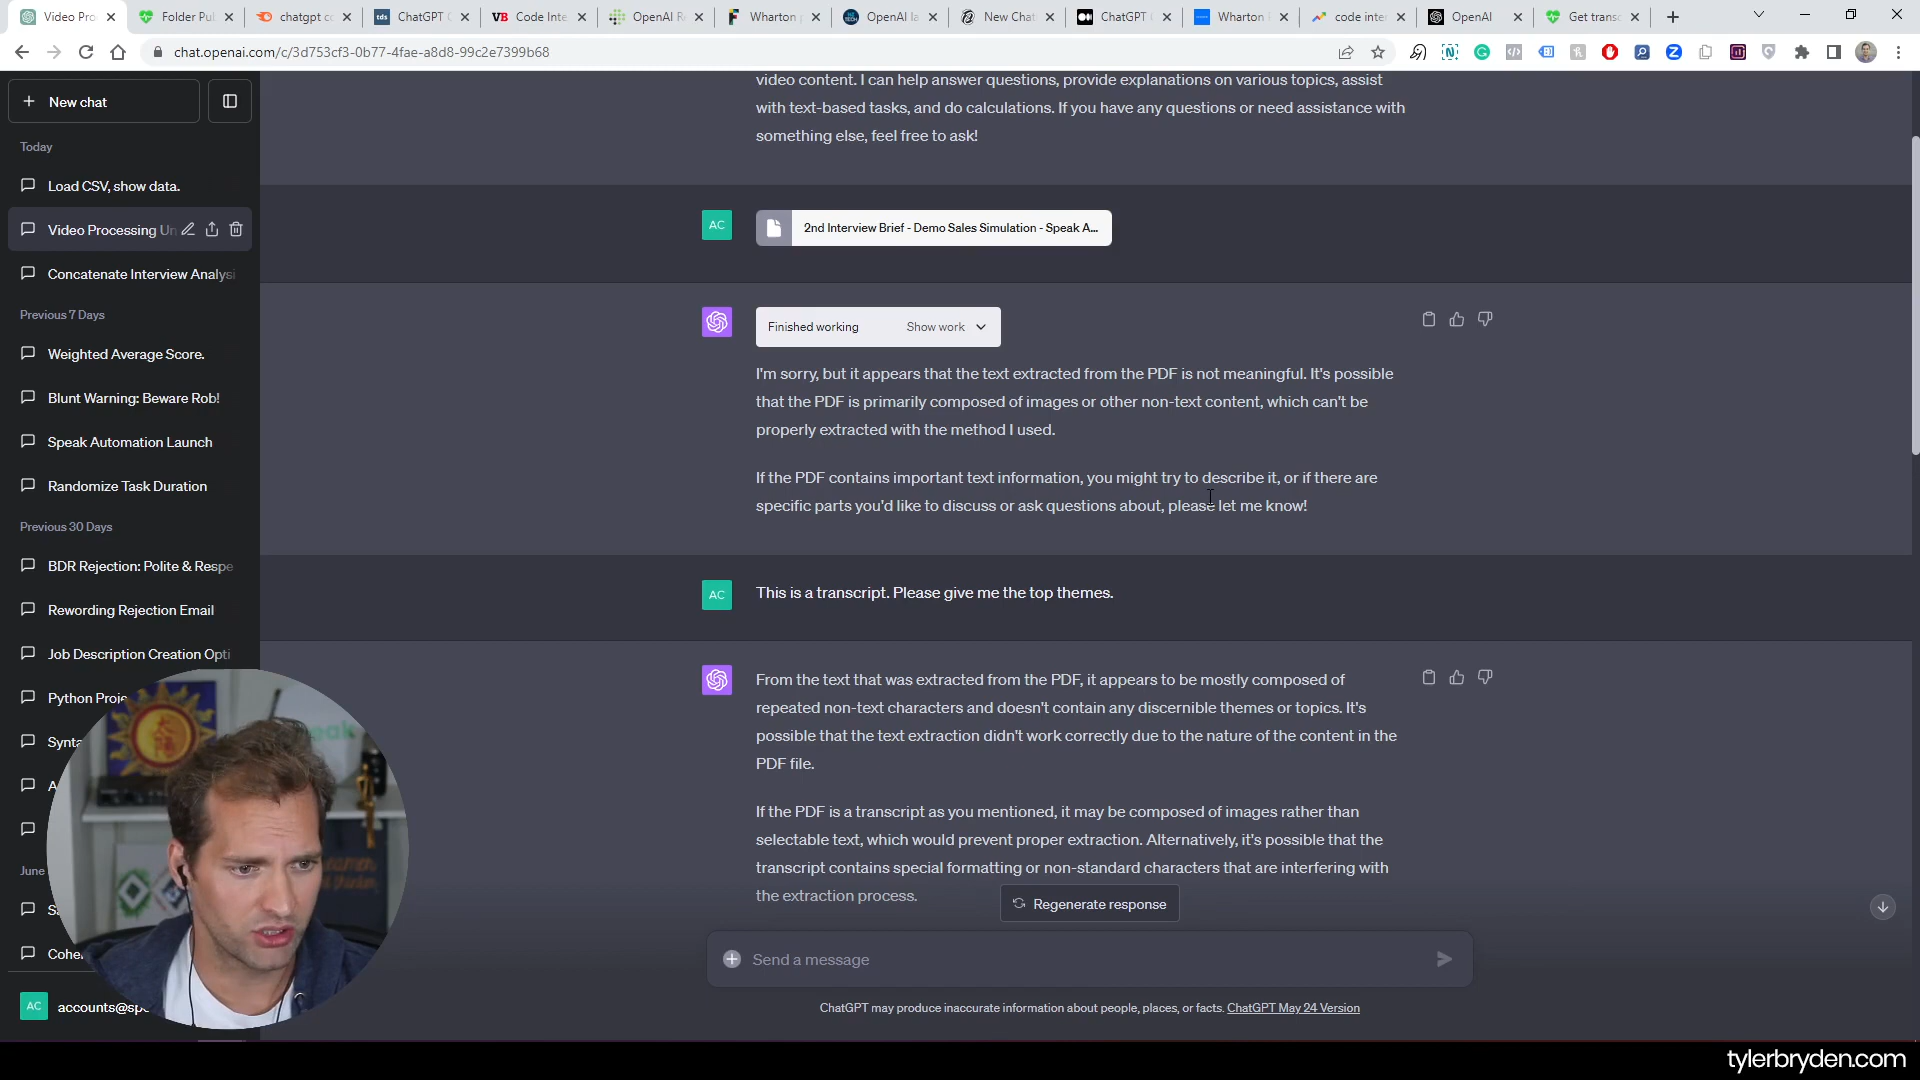 Video Pro
Folder Pu
chatgpt co
tds
ChatGPT C
VB
Code Inte
OpenAI R
Wharton
OpenAI la
New Cha
ChatGPT
Wharton
code inter
OpenAI
Get transc
chat.openai.com/c/3d753cf3-0b77-4fae-a8d8-99c2e7399b68
New chat
Today
Load CSV, show data.
Video Processing Un
Concatenate Interview Analysi
Previous 7 Days
Weighted Average Score.
Blunt Warning: Beware Rob!
Speak Automation Launch
Randomize Task Duration
Previous 30 Days
BDR Rejection: Polite & Respe
Rewording Rejection Email
Job Description Creation Opti
Python Proje
Synta
A
June
Sa
Cohe
AC
accounts@spe
video content. I can help answer questions, provide explanations on various topics, assist
with text-based tasks, and do calculations. If you have any questions or need assistance with
something else, feel free to ask!
AC
2nd Interview Brief - Demo Sales Simulation - Speak A...
Finished working Show work
I'm sorry, but it appears that the text extracted from the PDF is not meaningful. It's possible
that the PDF is primarily composed of images or other non-text content, which can't be
properly extracted with the method I used.
If the PDF contains important text information, you might try to describe it, or if there are
specific parts you'd like to discuss or ask questions about, please let me know!
AC
This is a transcript. Please give me the top themes.
From the text that was extracted from the PDF, it appears to be mostly composed of
repeated non-text characters and doesn't contain any discernible themes or topics. It's
possible that the text extraction didn't work correctly due to the nature of the content in the
PDF file.
If the PDF is a transcript as you mentioned, it may be composed of images rather than
selectable text, which would prevent proper extraction. Alternatively, it's possible that the
transcript contains special formatting or non-standard characters that are interfering with
the extraction process.
Regenerate response
Send a message
ChatGPT may produce inaccurate information about people, places, or facts. ChatGPT May 24 Version
tylerbryden.com